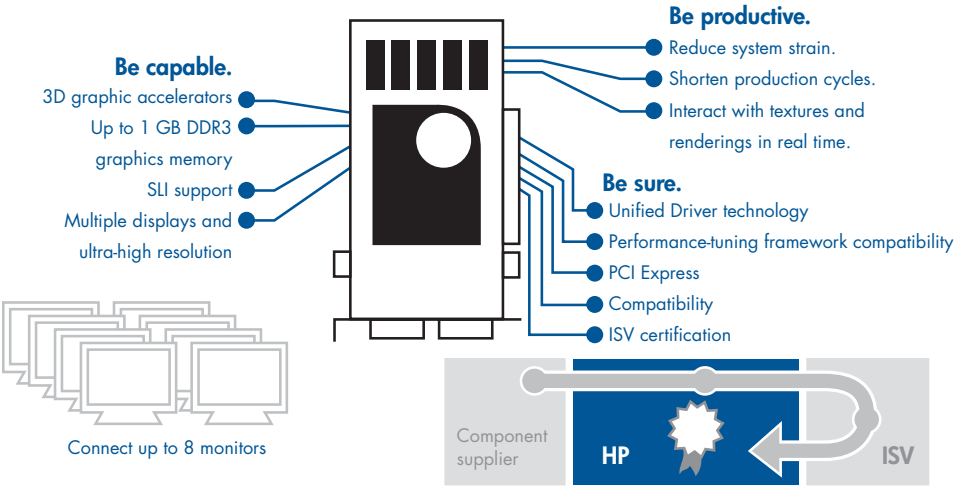 Be capable.
3D graphic accelerators
Up to 1 GB DDR3
graphics memory
SLI support
Multiple displays and
ultra-high resolution
Be productive.
Reduce system strain.
Shorten production cycles.
Interact with textures and
renderings in real time.
Be sure.
Unified Driver technology
Performance-tuning framework compatibility
PCI Express
Compatibility
ISV certification
Connect up to 8 monitors
Component
supplier
HP
ISV